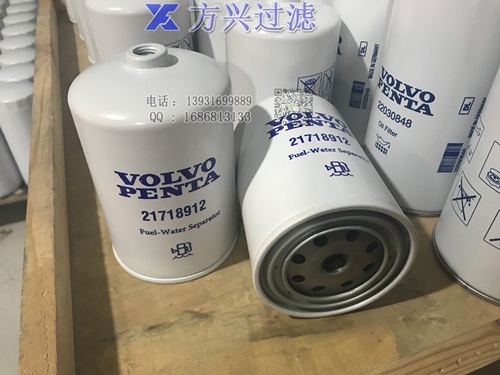 方兴过滤
电话: 13931699889
QQ : 1686813133
VOLVO
PENTA
21718912
Fuel-Water Separator
VOLVO
PENTA
21718912
Fuel-Water Separator
VOLVO
PENTA
22030848
Oil Filter